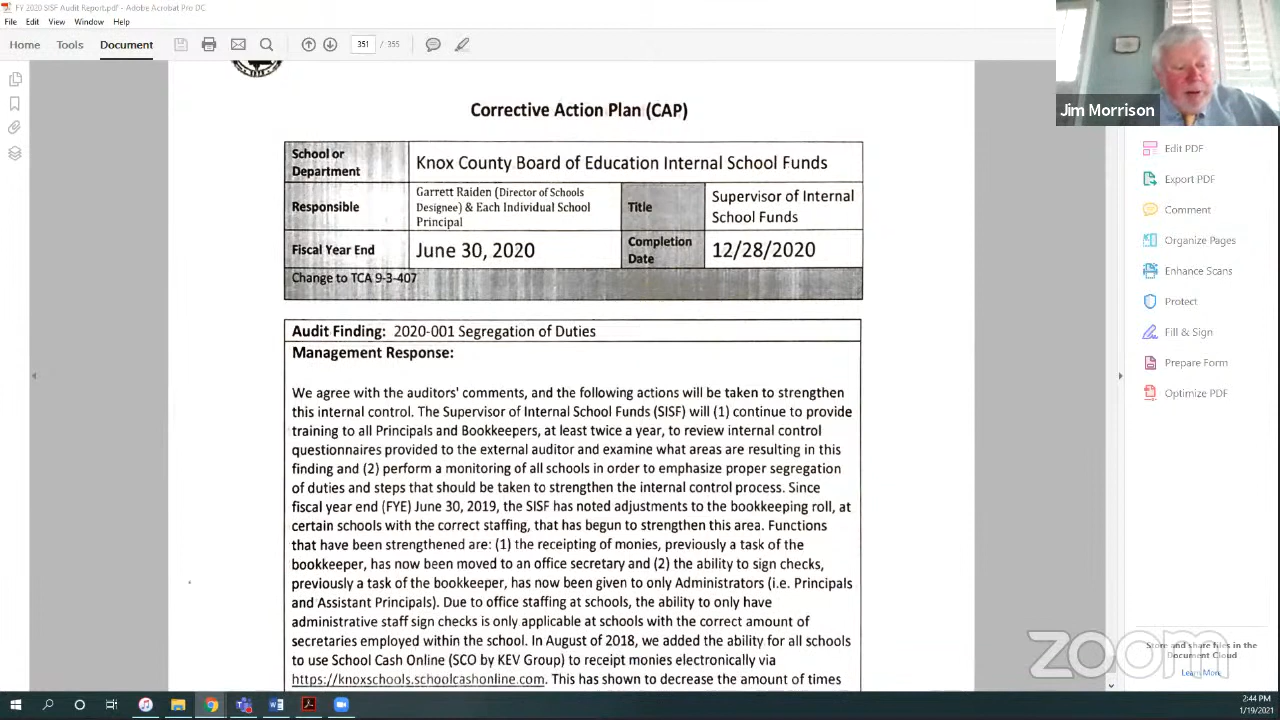 FY 2020 SISF Audit Report.pdf - Adobe Acrobat Pro DC
File Edit View Window Help
Home Tools Document 351 / 355
Jim Morrison
Corrective Action Plan (CAP)
School or
Department
Knox County Board of Education Internal School Funds
Responsible
Garrett Raiden (Director of Schools
Designee) & Each Individual School
Principal
Title
Supervisor of Internal
School Funds
Fiscal Year End
June 30, 2020
Completion
Date
12/28/2020
Change to TCA 9-3-407
Audit Finding: 2020-001 Segregation of Duties
Management Response:
We agree with the auditors' comments, and the following actions will be taken to strengthen
this internal control. The Supervisor of Internal School Funds (SISF) will (1) continue to provide
training to all Principals and Bookkeepers, at least twice a year, to review internal control
questionnaires provided to the external auditor and examine what areas are resulting in this
finding and (2) perform a monitoring of all schools in order to emphasize proper segregation
of duties and steps that should be taken to strengthen the internal control process. Since
fiscal year end (FYE) June 30, 2019, the SISF has noted adjustments to the bookkeeping roll, at
certain schools with the correct staffing, that has begun to strengthen this area. Functions
that have been strengthened are: (1) the receipting of monies, previously a task of the
bookkeeper, has now been moved to an office secretary and (2) the ability to sign checks,
previously a task of the bookkeeper, has now been given to only Administrators (i.e. Principals
and Assistant Principals). Due to office staffing at schools, the ability to only have
administrative staff sign checks is only applicable at schools with the correct amount of
secretaries employed within the school. In August of 2018, we added the ability for all schools
to use School Cash Online (SCO by KEV Group) to receipt monies electronically via
https://knoxschools.schoolcashonline.com. This has shown to decrease the amount of times
Edit PDF
Export PDF
Comment
Organize Pages
Enhance Scans
Protect
Fill & Sign
Prepare Form
Optimize PDF
Store and share files in the
Document Cloud
Learn More
zoom
2:44 PM
1/19/2021